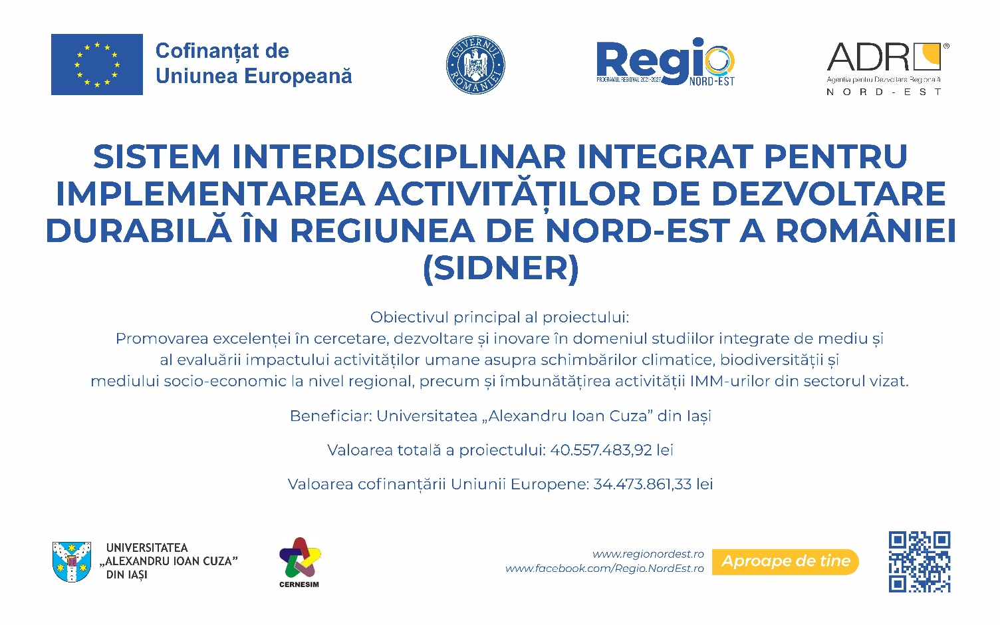 Cofinanțat de
Uniunea Europeană
GUVERNUL ROMÂNIEI
Regio
PROGRAMUL REGIONAL 2021-2027
NORD-EST
ADR ®
Agenția pentru Dezvoltare Regională
NORD-EST
SISTEM INTERDISCIPLINAR INTEGRAT PENTRU
IMPLEMENTAREA ACTIVITĂȚILOR DE DEZVOLTARE
DURABILĂ ÎN REGIUNEA DE NORD-EST A ROMÂNIEI
(SIDNER)
Obiectivul principal al proiectului:
Promovarea excelenței în cercetare, dezvoltare și inovare în domeniul studiilor integrate de mediu și
al evaluării impactului activităților umane asupra schimbărilor climatice, biodiversității și
mediului socio-economic la nivel regional, precum și îmbunătățirea activității IMM-urilor din sectorul vizat.
Beneficiar: Universitatea „Alexandru Ioan Cuza” din Iași
Valoarea totală a proiectului: 40.557.483,92 lei
Valoarea cofinanțării Uniunii Europene: 34.473.861,33 lei
UNIVERSITATEA
„ALEXANDRU IOAN CUZA”
DIN IAȘI
CERNESIM
www.regionordest.ro
www.facebook.com/Regio.NordEst.ro
Aproape de tine